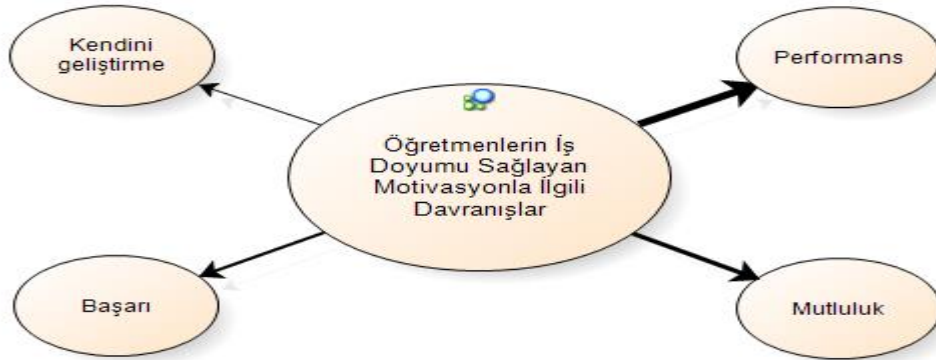 Kendini
geliştirme
Performans
Öğretmenlerin İş
Doyumu Sağlayan
Motivasyonla İlgili
Davranışlar
Başarı
Mutluluk